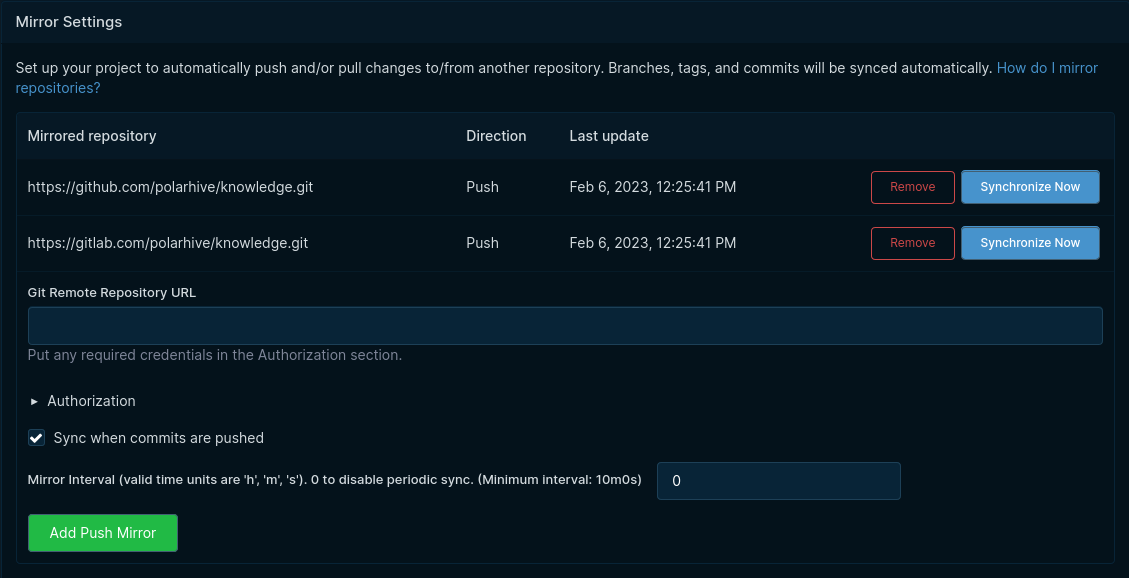 Mirror Settings
Set up your project to automatically push and/or pull changes to/from another repository. Branches, tags, and commits will be synced automatically. How do I mirror
repositories?
Mirrored repository Direction Last update
https://github.com/polarhive/knowledge.git Push Feb 6, 2023, 12:25:41 PM Remove Synchronize Now
https://gitlab.com/polarhive/knowledge.git Push Feb 6, 2023, 12:25:41 PM Remove Synchronize Now
Git Remote Repository URL
Put any required credentials in the Authorization section.
Authorization
Sync when commits are pushed
Mirror Interval (valid time units are 'h', 'm', 's'). 0 to disable periodic sync. (Minimum interval: 10m0s) 0
Add Push Mirror